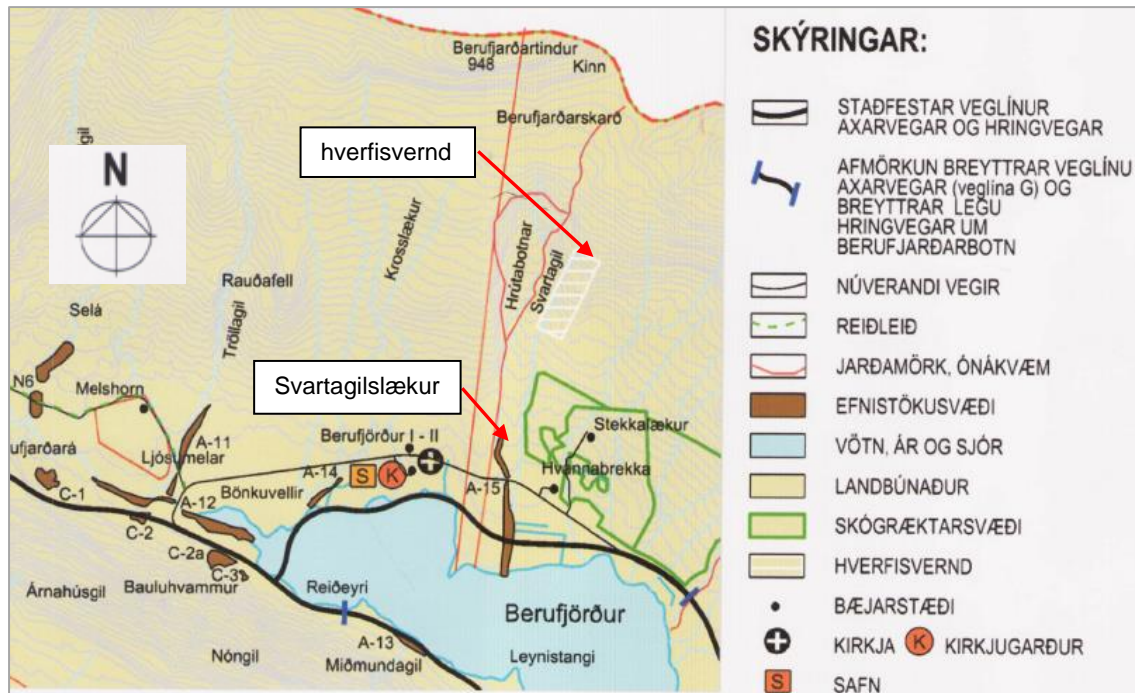 Berufjarðartindur
948
Kinn
Berufjarðarskarð
hverfisvernd
N
Krosslækur
Hrútabotnar
Svartagil
Rauðafell
Tröllagil
Selá
Svartagilslækur
N6
Melshorn
ufjarðará
Ljósumelar
A-11
Berufjörður I - II
Stekkalækur
Hvannabrekka
C-1
A-12
Bönkuvellir
A-14
S
K
A-15
C-2
C-2a
C-3
Árnahúsgil
Bauluhvammur
Reiðeyri
Berufjörður
Nóngil
A-13
Miðmundagil
Leynistangi
SKÝRINGAR:
STAÐFESTAR VEGLÍNUR
AXARVEGAR OG HRINGVEGAR
AFMÖRKUN BREYTTRAR VEGLÍNU
AXARVEGAR (veglína G) OG
BREYTTRAR LEGU
HRINGVEGAR UM
BERUFJARÐARBOTN
NÚVERANDI VEGIR
REIÐLEIÐ
JARÐAMÖRK, ÓNÁKVÆM
EFNISTÖKUSVÆÐI
VÖTN, ÁR OG SJÓR
LANDBÚNAÐUR
SKÓGRÆKTARSVÆÐI
HVERFISVERND
BÆJARSTÆÐI
KIRKJA K KIRKJUGARÐUR
S SAFN